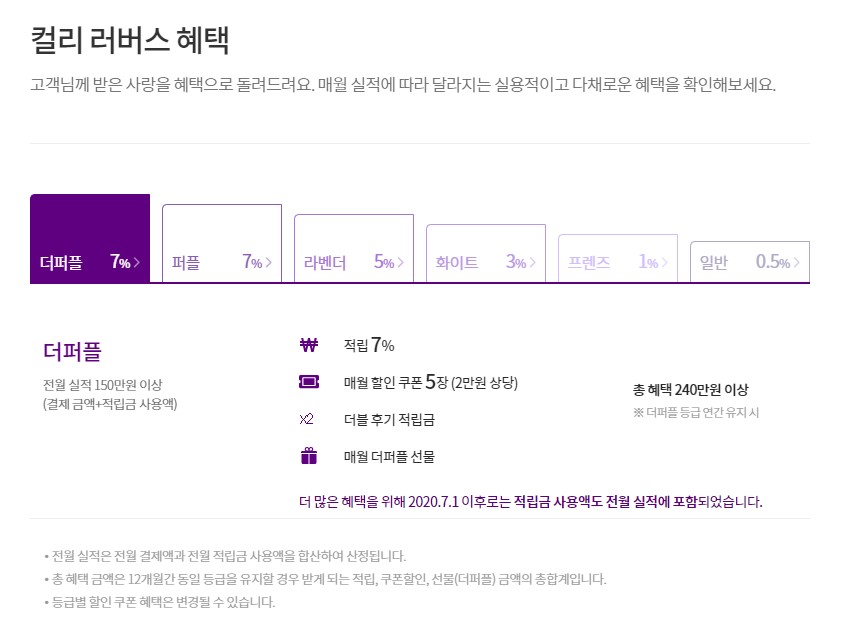 컬리 러버스 혜택
고객님께 받은 사랑을 혜택으로 돌려드려요. 매월 실적에 따라 달라지는 실용적이고 다채로운 혜택을 확인해보세요.
더퍼플 7% >
퍼플 7% >
라벤더 5% >
화이트 3% >
프렌즈 1% >
일반 0.5% >
더퍼플
전월 실적 150만원 이상
(결제 금액+적립금 사용액)
₩ 적립 7%
매월 할인 쿠폰 5장 (2만원 상당)
x2 더블 후기 적립금
매월 더퍼플 선물
총 혜택 240만원 이상
※ 더퍼플 등급 연간 유지 시
더 많은 혜택을 위해 2020.7.1 이후로는 적립금 사용액도 전월 실적에 포함되었습니다.
• 전월 실적은 전월 결제액과 전월 적립금 사용액을 합산하여 산정됩니다.
• 총 혜택 금액은 12개월간 동일 등급을 유지할 경우 받게 되는 적립, 쿠폰할인, 선물(더퍼플) 금액의 총합계입니다.
• 등급별 할인 쿠폰 혜택은 변경될 수 있습니다.